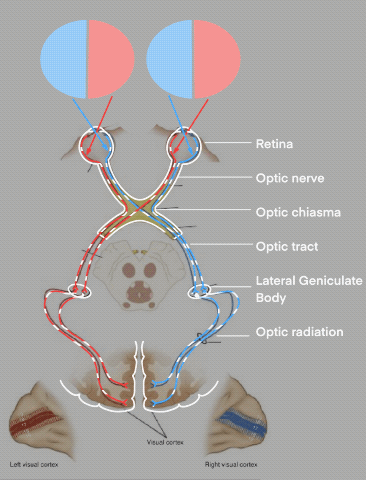 Retina
Optic nerve
Optic chiasma
Optic tract
Lateral Geniculate
Body
Optic radiation
Visual cortex
Left visual cortex
Right visual cortex